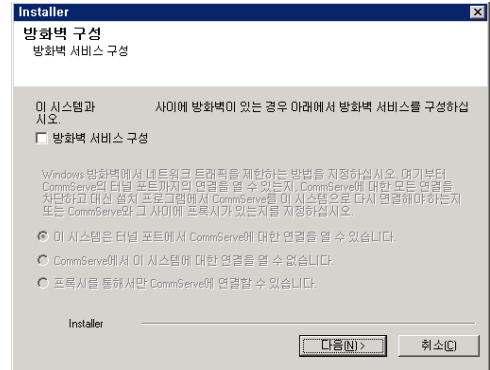 Installer
방화벽 구성
방화벽 서비스 구성
이 시스템과 사이에 방화벽이 있는 경우 아래에서 방화벽 서비스를 구성하십
시오.
방화벽 서비스 구성
Windows 방화벽에서 네트워크 트래픽을 제한하는 방법을 지정하십시오. 여기부터
CommServe의 터널 포트까지의 연결을 열 수 있는지, CommServe에 대한 모든 연결을
차단하고 대신 설치 프로그램에서 CommServe를 이 시스템으로 다시 연결해야 하는지
또는 CommServe와 그 사이에 프록시가 있는지를 지정하십시오.
이 시스템은 터널 포트에서 CommServe에 대한 연결을 열 수 있습니다.
CommServe에서 이 시스템에 대한 연결을 열 수 없습니다.
프록시를 통해서만 CommServe에 연결할 수 있습니다.
Installer
다음(N) > 취소(C)